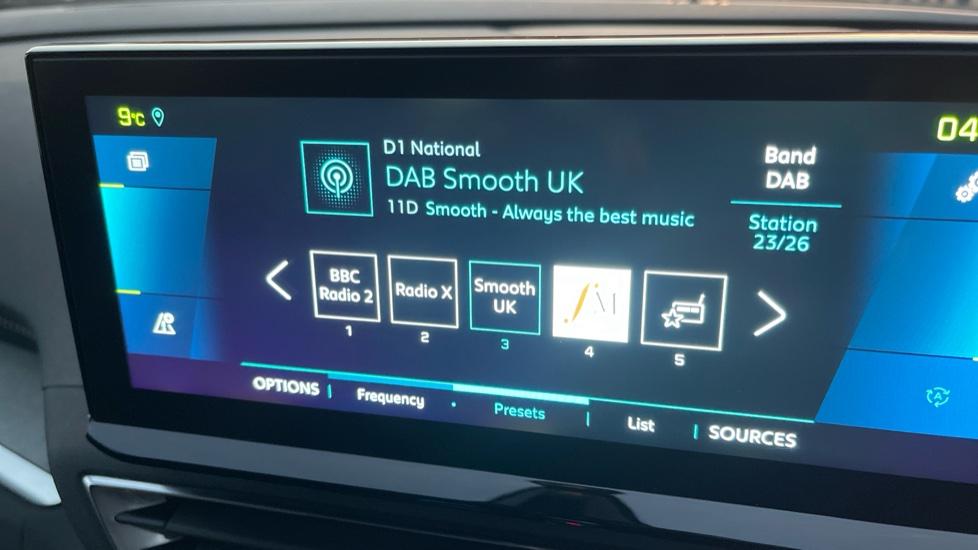 9°C
04
D1 National
DAB Smooth UK
11D Smooth - Always the best music
Band
DAB
Station
23/26
BBC
Radio 2
Radio X
Smooth
UK
1
2
3
4
5
OPTIONS
Frequency
Presets
List
SOURCES
A